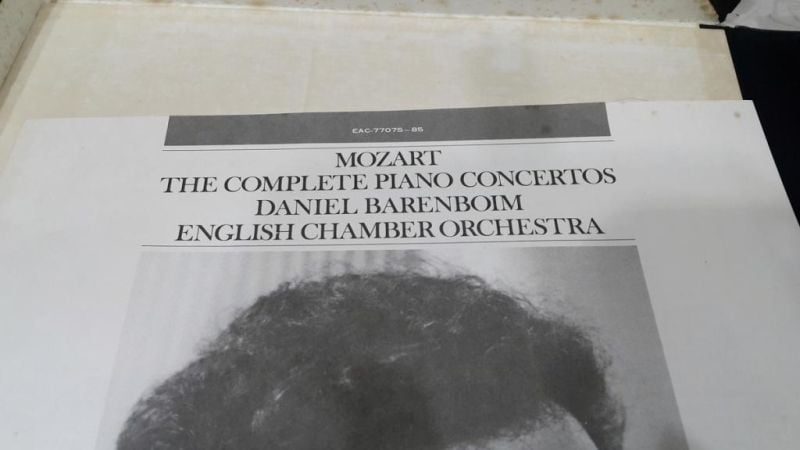 EAC-77075~85
MOZART
THE COMPLETE PIANO CONCERTOS
DANIEL BARENBOIM
ENGLISH CHAMBER ORCHESTRA